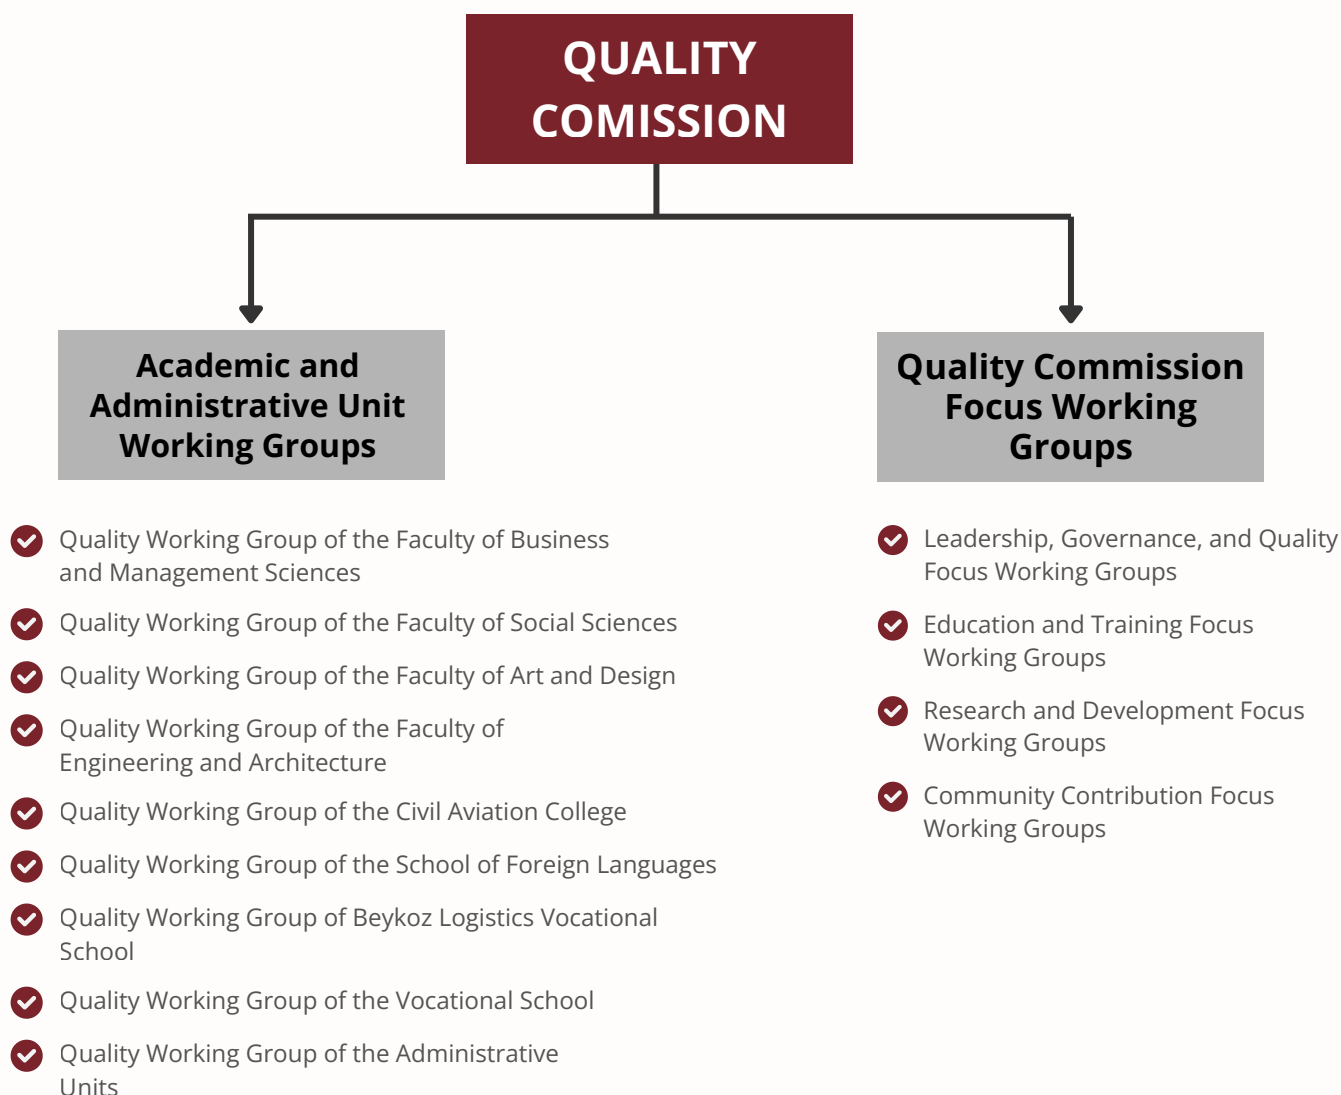 QUALITY
COMISSION
Academic and
Administrative Unit
Working Groups
Quality Working Group of the Faculty of Business
and Management Sciences
Quality Working Group of the Faculty of Social Sciences
Quality Working Group of the Faculty of Art and Design
Quality Working Group of the Faculty of
Engineering and Architecture
Quality Working Group of the Civil Aviation College
Quality Working Group of the School of Foreign Languages
Quality Working Group of Beykoz Logistics Vocational
School
Quality Working Group of the Vocational School
Quality Working Group of the Administrative
Units
Quality Commission
Focus Working
Groups
Leadership, Governance, and Quality
Focus Working Groups
Education and Training Focus
Working Groups
Research and Development Focus
Working Groups
Community Contribution Focus
Working Groups